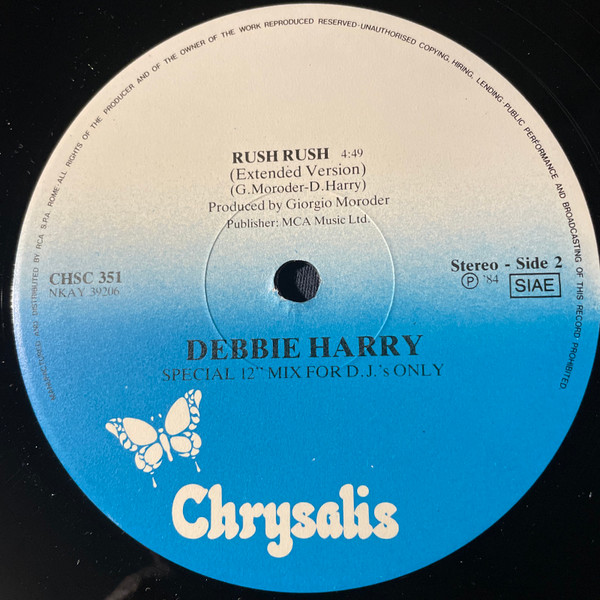 MANUFACTURED AND DISTRIBUTED BY RCA S.P.A. ROME·ALL RIGHTS OF THE PRODUCER AND OF THE OWNER OF THE WORK REPRODUCED RESERVED·UNAUTHORISED COPYING, HIRING, LENDING·PUBLIC PERFORMANCE AND BROADCASTING OF THIS RECORD PROHIBITED
RUSH RUSH 4:49
(Extended Version)
(G.Moroder-D.Harry)
Produced by Giorgio Moroder
Publisher: MCA Music Ltd.
CHSC 351
NKAY 39206
Stereo - Side 2
Ⓟ '84 SIAE
DEBBIE HARRY
SPECIAL 12" MIX FOR D.J.'s ONLY
Chrysalis